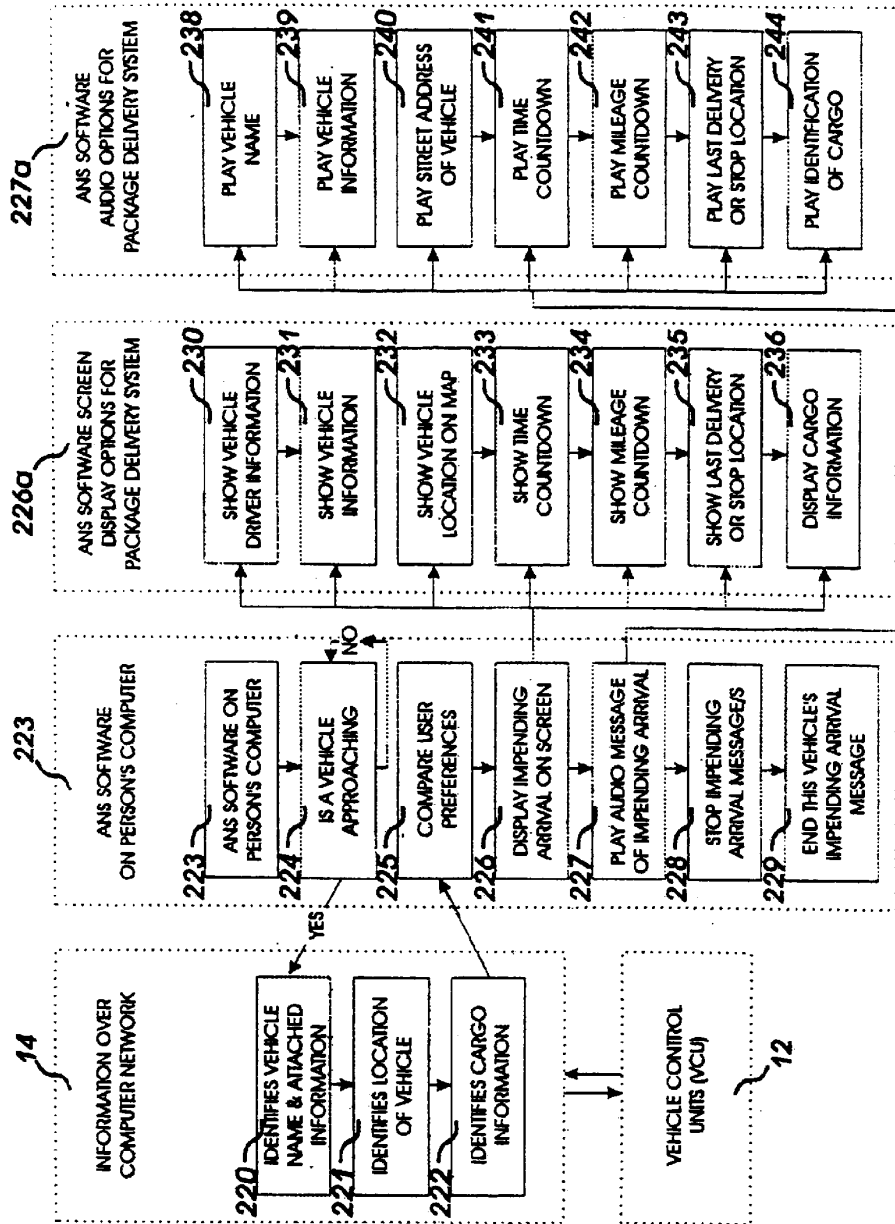 14
INFORMATION OVER
COMPUTER NETWORK
220
IDENTIFIES VEHICLE
NAME & ATTACHED
INFORMATION
221
IDENTIFIES LOCATION
OF VEHICLE
222
IDENTIFIES CARGO
INFORMATION
VEHICLE CONTROL
UNITS (VCU)
12
YES
223
ANS SOFTWARE
ON PERSON'S COMPUTER
223
ANS SOFTWARE ON
PERSON'S COMPUTER
224
IS A VEHICLE
APPROACHING
NO
225
COMPARE USER
PREFERENCES
226
DISPLAY IMPENDING
ARRIVAL ON SCREEN
227
PLAY AUDIO MESSAGE
OF IMPENDING ARRIVAL
228
STOP IMPENDING
ARRIVAL MESSAGE/S
229
END THIS VEHICLE'S
IMPENDING ARRIVAL
MESSAGE
226a
ANS SOFTWARE SCREEN
DISPLAY OPTIONS FOR
PACKAGE DELIVERY SYSTEM
230
SHOW VEHICLE
DRIVER INFORMATION
231
SHOW VEHICLE
INFORMATION
232
SHOW VEHICLE
LOCATION ON MAP
233
SHOW TIME
COUNTDOWN
234
SHOW MILEAGE
COUNTDOWN
235
SHOW LAST DELIVERY
OR STOP LOCATION
236
DISPLAY CARGO
INFORMATION
227a
ANS SOFTWARE
AUDIO OPTIONS FOR
PACKAGE DELIVERY SYSTEM
238
PLAY VEHICLE
NAME
239
PLAY VEHICLE
INFORMATION
240
PLAY STREET ADDRESS
OF VEHICLE
241
PLAY TIME
COUNTDOWN
242
PLAY MILEAGE
COUNTDOWN
243
PLAY LAST DELIVERY
OR STOP LOCATION
244
PLAY IDENTIFICATION
OF CARGO